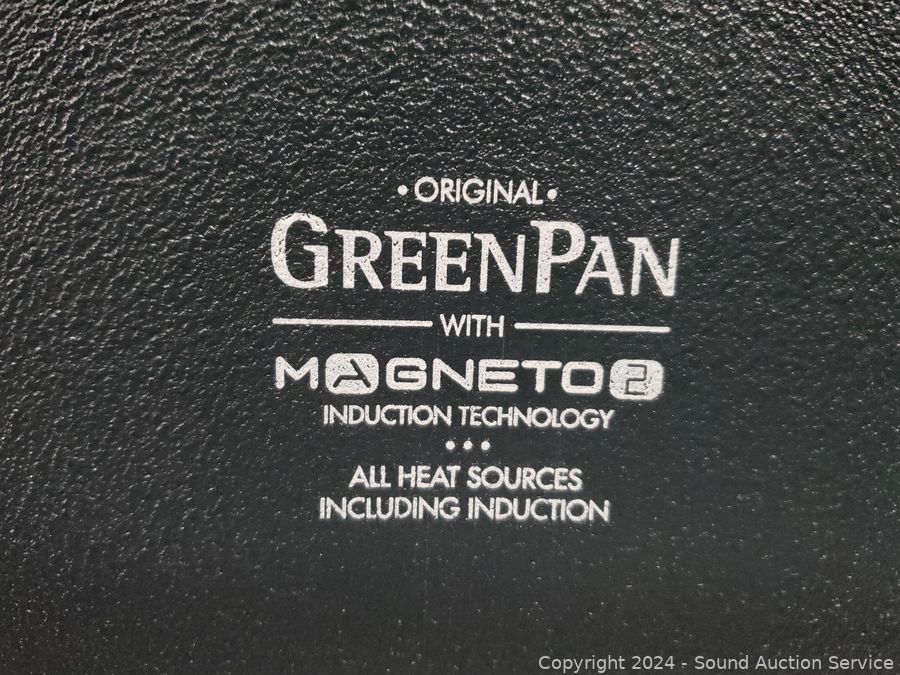 • ORIGINAL •
GREENPAN
WITH
MAGNETO2
INDUCTION TECHNOLOGY
•••
ALL HEAT SOURCES
INCLUDING INDUCTION
Copyright 2024 - Sound Auction Service